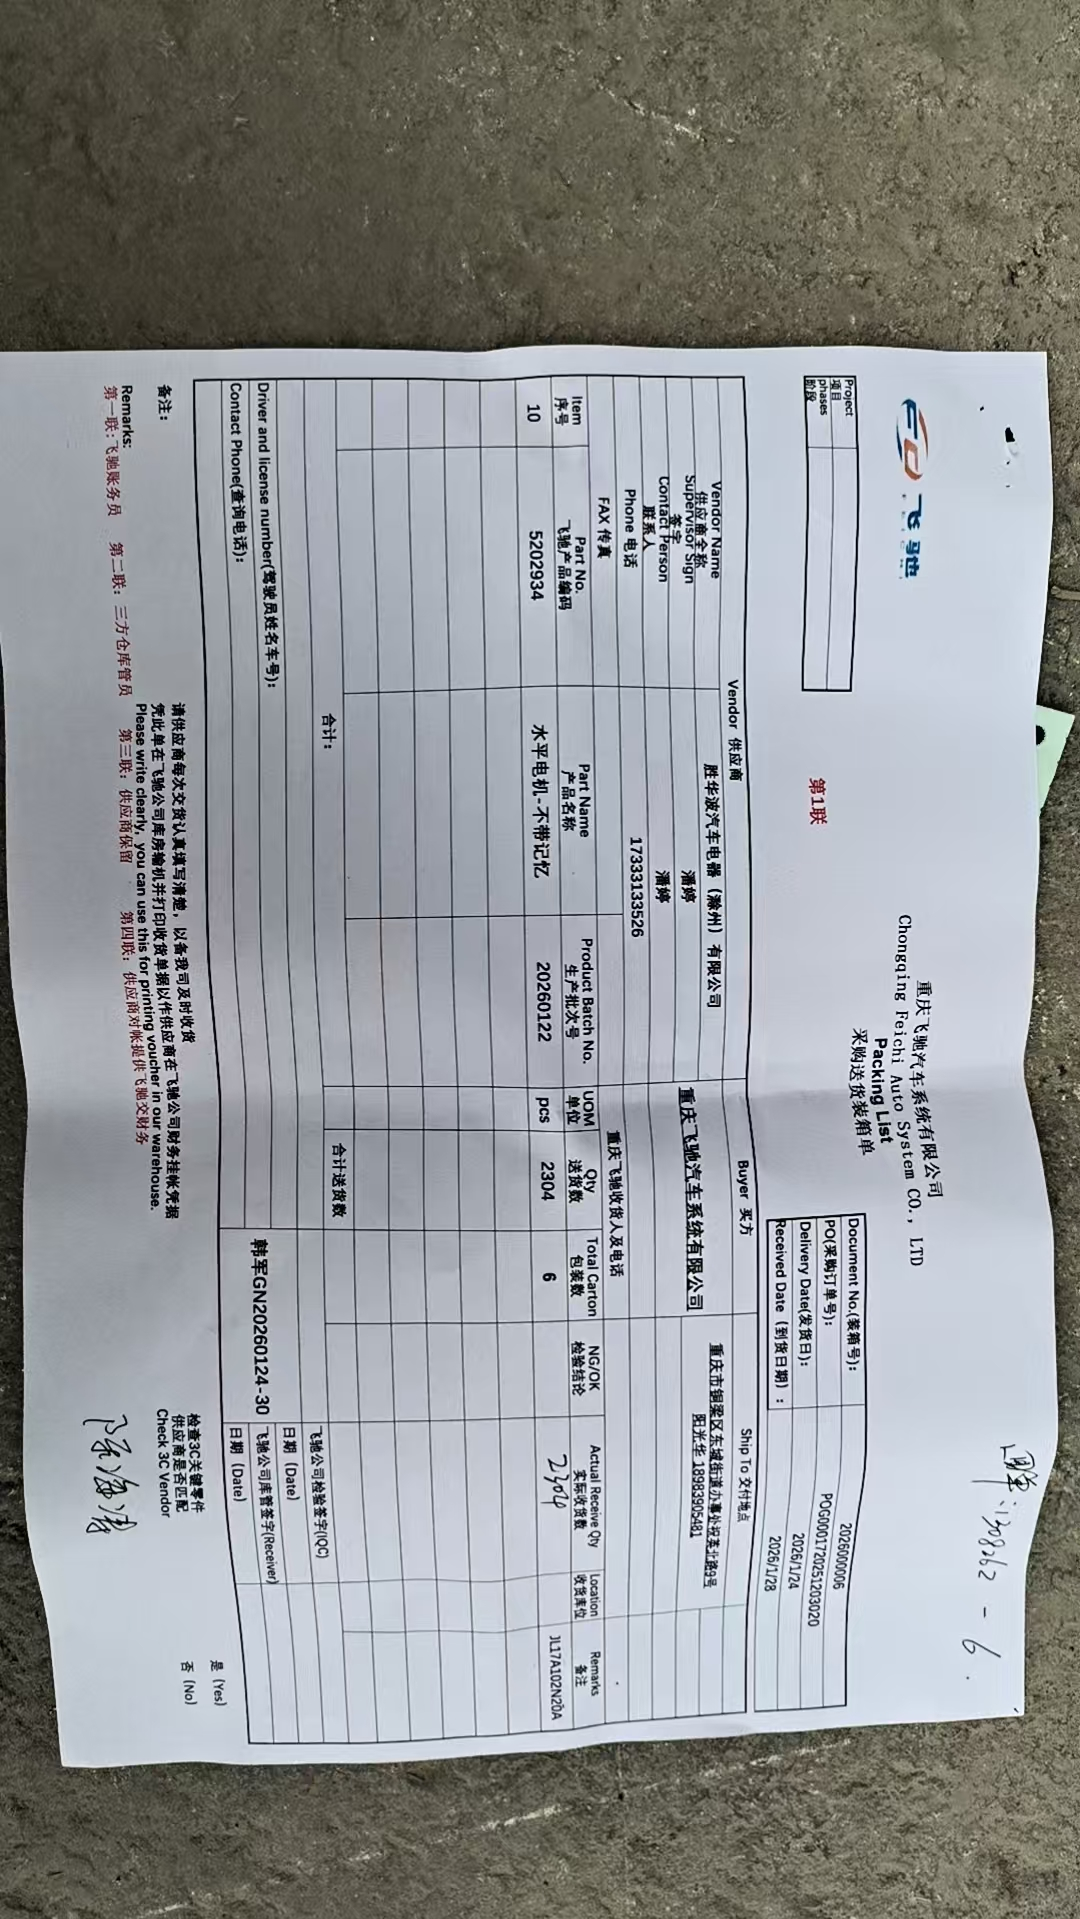 回单:1308262-6.
飞驰
重庆飞驰汽车系统有限公司
Chongqing Feichi Auto System CO., LTD
Packing List
采购送货装箱单
Project 项目
phases 阶段
第1联
Document No.(装箱号): 2026000006
PO(采购订单号): POG00172025120302​0
Delivery Date(发货日): 2026/1/24
Received Date (到货日期) : 2026/1/28
Vendor 供应商 Buyer 买方 Ship To 交付地点
Vendor Name 供应商全称 胜华波汽车电器（滁州）有限公司 重庆飞驰汽车系统有限公司 重庆市铜梁区东城街道办事处祝英北路9号
阳光华 18983905481
Supervisor Sign 签字 潘婷
Contact Person 联系人 潘婷
Phone 电话 17333133526 重庆飞驰收货人及电话
FAX 传真
Item Part No. Part Name Product Batch No. UOM Qty Total Carton NG/OK Actual Receive Qty Location Remarks
序号 飞驰产品编码 产品名称 生产批次号 单位 送货数 包装数 检验结论 实际收货数 收货库位 备注
10 5202934 水平电机-不带记忆 20260122 pcs 2304 6 2304 JL17A102N20A
合计: 合计送货数
Driver and license number(驾驶员姓名车号): 韩军GN20260124-30 飞驰公司检验签字(IQC)
日期 (Date)
Contact Phone(查询电话): 飞驰公司库管签字(Receiver)
日期 (Date)
备注: 请供应商每次交货认真填写清楚，以备我司及时收货
凭此单在飞驰公司库房输机并打印收货单据以作供应商在飞驰公司财务挂帐凭据
Please write clearly, you can use this for printing voucher in our warehouse.
检查3C关键零件
供应商是否匹配
Check 3C Vendor
是 (Yes)
否 (No)
Remarks:
第一联: 飞驰账务员 第二联: 三方仓库管员 第三联: 供应商保留 第四联: 供应商对帐提供飞驰交财务